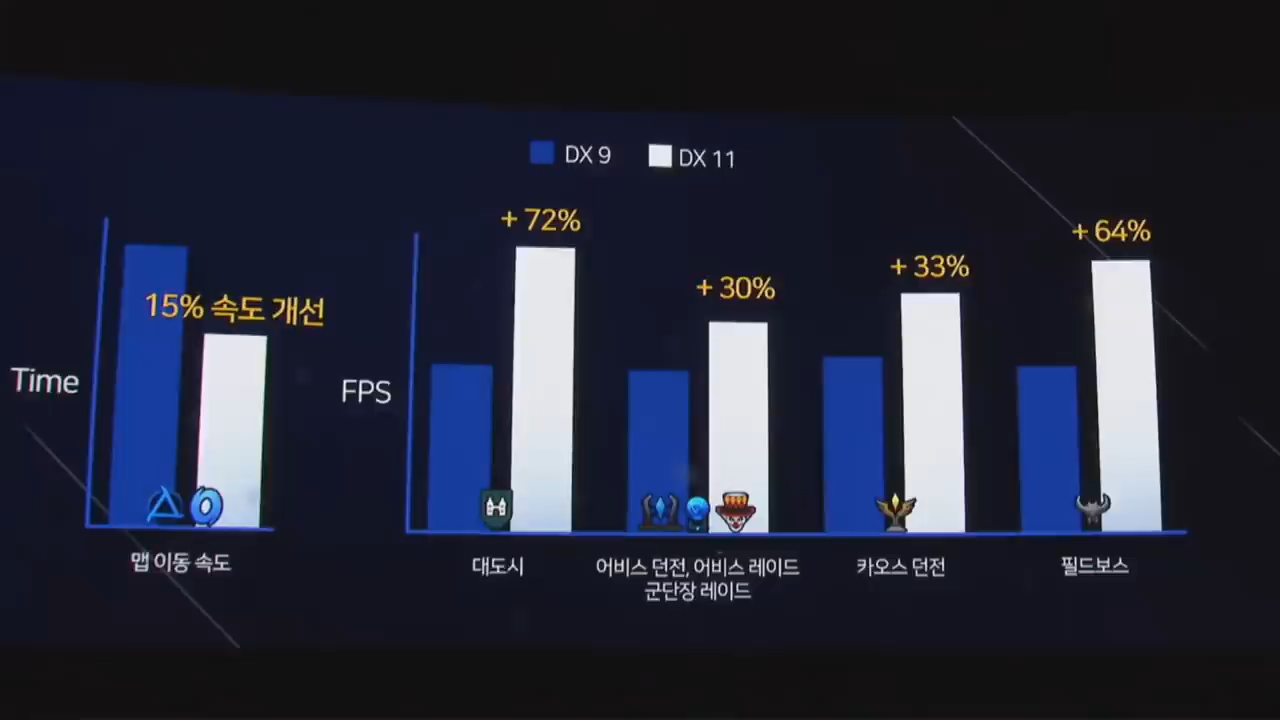 DX 9
DX 11
Time
15% 속도 개선
맵 이동 속도
FPS
+ 72%
+ 30%
+ 33%
+ 64%
대도시
어비스 던전, 어비스 레이드
군단장 레이드
카오스 던전
필드보스